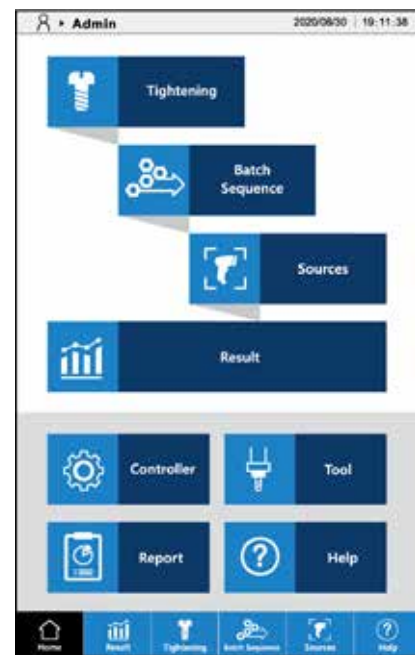 Admin 2020/06/30 19:11:38
Tightening
Batch
Sequence
Sources
Result
Controller
Tool
Report
Help
Home Result Tightening Batch Sequence Sources Help